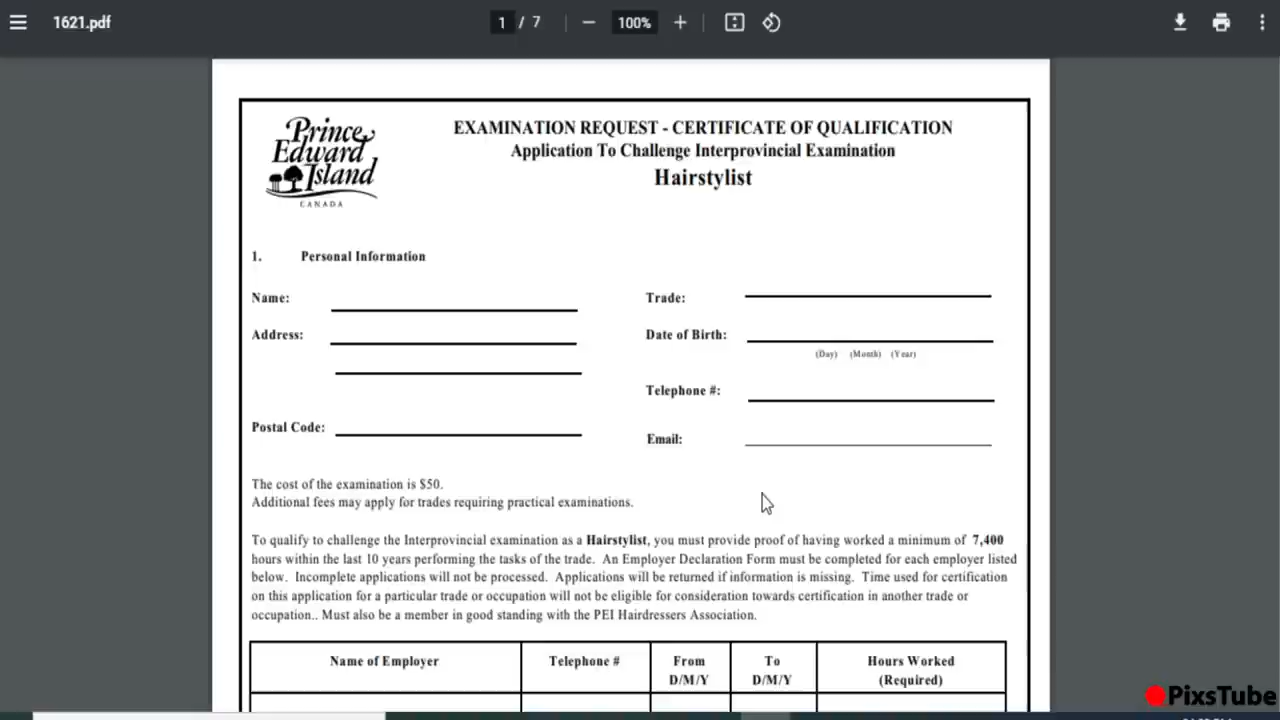 1621.pdf
1 / 7
100%
Prince
Edward
Island
CANADA
EXAMINATION REQUEST - CERTIFICATE OF QUALIFICATION
Application To Challenge Interprovincial Examination
Hairstylist
1. Personal Information
Name:
Trade:
Address:
Date of Birth:
(Day) (Month) (Year)
Telephone #:
Postal Code:
Email:
The cost of the examination is $50.
Additional fees may apply for trades requiring practical examinations.
To qualify to challenge the Interprovincial examination as a Hairstylist, you must provide proof of having worked a minimum of 7,400
hours within the last 10 years performing the tasks of the trade. An Employer Declaration Form must be completed for each employer listed
below. Incomplete applications will not be processed. Applications will be returned if information is missing. Time used for certification
on this application for a particular trade or occupation will not be eligible for consideration towards certification in another trade or
occupation.. Must also be a member in good standing with the PEI Hairdressers Association.
Name of Employer
Telephone #
From
D/M/Y
To
D/M/Y
Hours Worked
(Required)
PixsTube